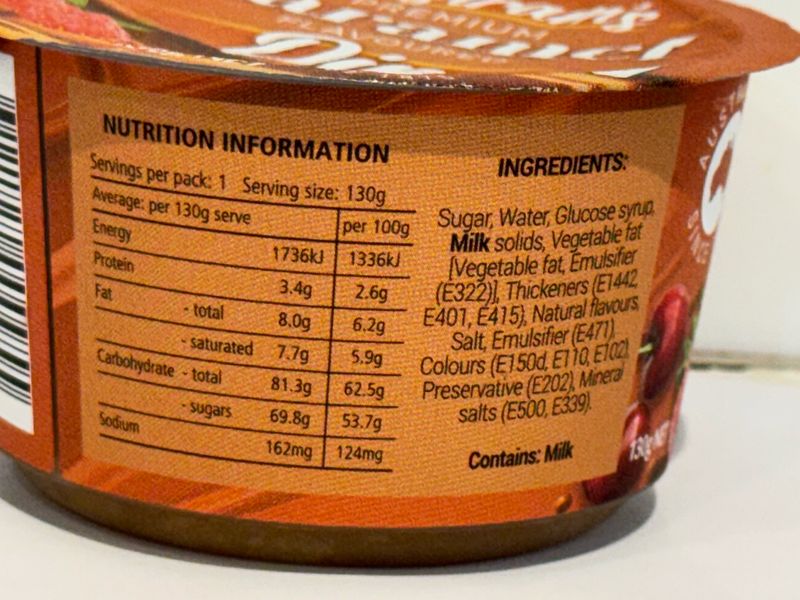 PREMIUM
NUTRITION INFORMATION
Servings per pack: 1 Serving size: 130g
Average: per 130g serve per 100g
Energy 1736kJ 1336kJ
Protein 3.4g 2.6g
Fat - total 8.0g 6.2g
- saturated 7.7g 5.9g
Carbohydrate - total 81.3g 62.5g
- sugars 69.8g 53.7g
Sodium 162mg 124mg
INGREDIENTS:
Sugar, Water, Glucose syrup,
Milk solids, Vegetable fat
[Vegetable fat, Emulsifier
(E322)], Thickeners (E1442,
E401, E415), Natural flavours,
Salt, Emulsifier (E471),
Colours (E150d, E110, E102),
Preservative (E202), Mineral
salts (E500, E339).
Contains: Milk
130g